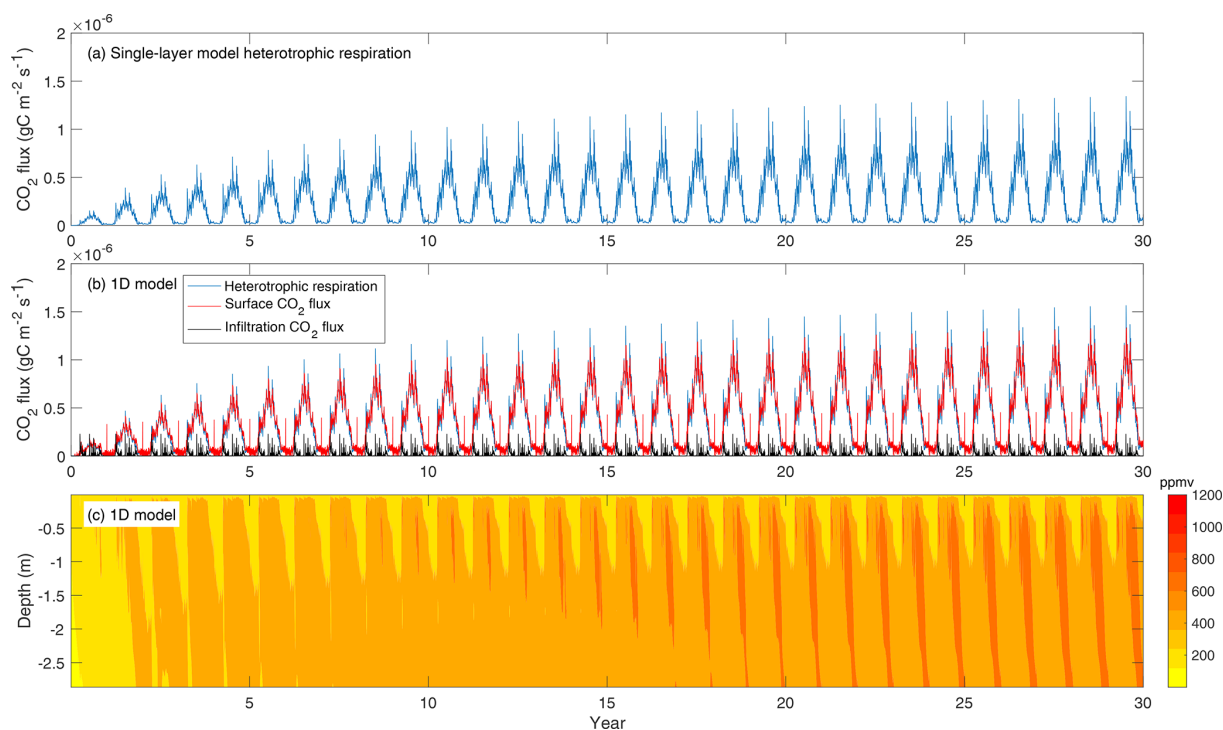 ×10⁻⁶
2
1.5
1
0.5
0
CO₂ flux (gC m⁻² s⁻¹)
(a) Single-layer model heterotrophic respiration
0 5 10 15 20 25 30
×10⁻⁶
2
1.5
1
0.5
0
CO₂ flux (gC m⁻² s⁻¹)
(b) 1D model
Heterotrophic respiration
Surface CO₂ flux
Infiltration CO₂ flux
0 5 10 15 20 25 30
(c) 1D model
-0.5
-1
-1.5
-2
-2.5
Depth (m)
0 5 10 15 20 25 30
Year
ppmv
1200
1000
800
600
400
200